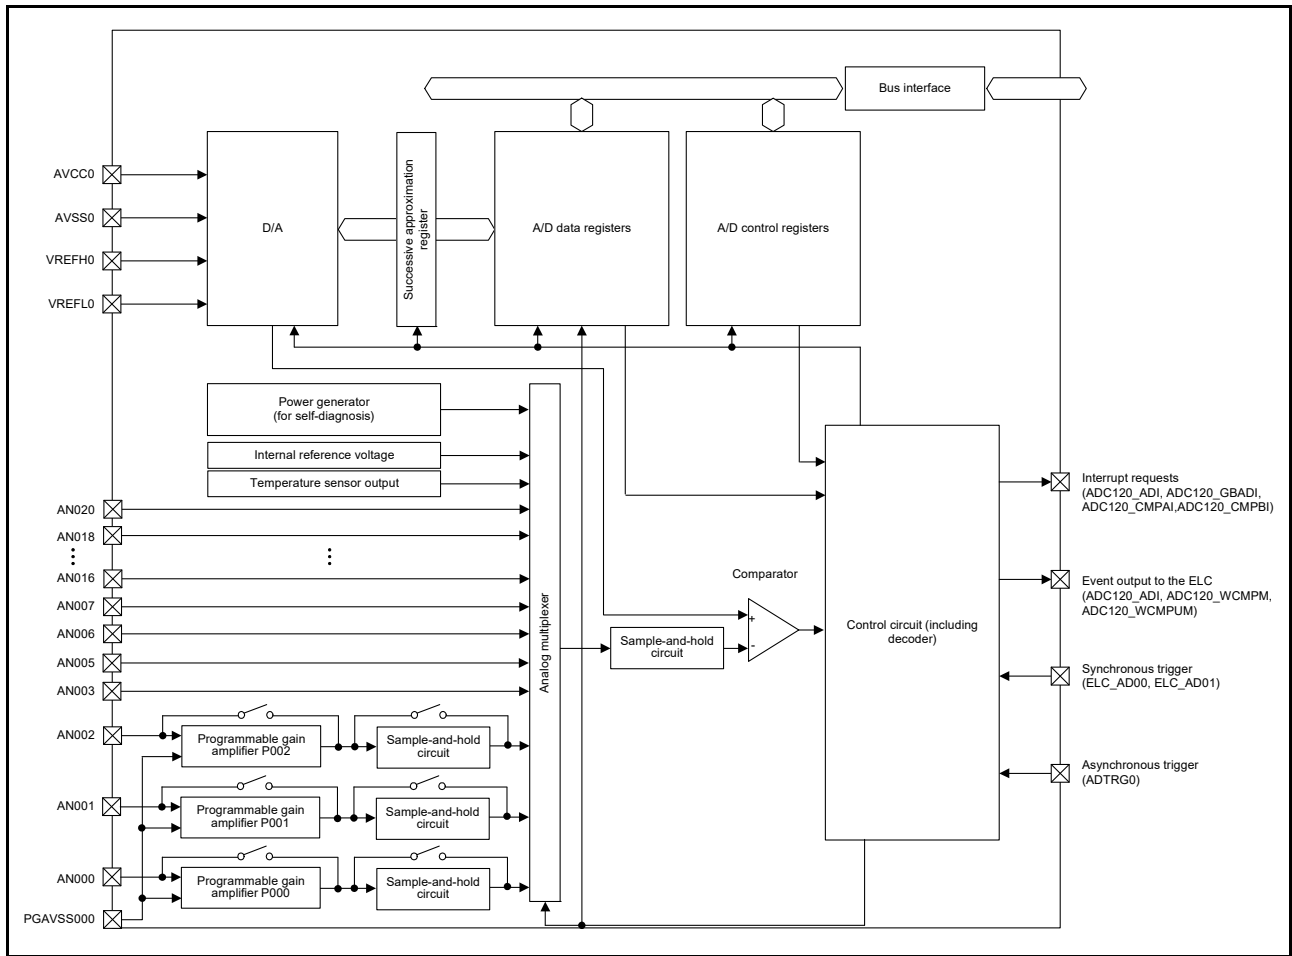 Bus interface
AVCC0
AVSS0
VREFH0
VREFL0
D/A
Successive approximation
register
A/D data registers
A/D control registers
Power generator
(for self-diagnosis)
Internal reference voltage
Temperature sensor output
AN020
AN018
AN016
AN007
AN006
AN005
AN003
AN002
AN001
AN000
PGAVSS000
Programmable gain
amplifier P002
Sample-and-hold
circuit
Programmable gain
amplifier P001
Sample-and-hold
circuit
Programmable gain
amplifier P000
Sample-and-hold
circuit
Analog multiplexer
Sample-and-hold
circuit
Comparator
+
-
Control circuit (including
decoder)
Interrupt requests
(ADC120_ADI, ADC120_GBADI,
ADC120_CMPAI,ADC120_CMPBI)
Event output to the ELC
(ADC120_ADI, ADC120_WCMPM,
ADC120_WCMPUM)
Synchronous trigger
(ELC_AD00, ELC_AD01)
Asynchronous trigger
(ADTRG0)